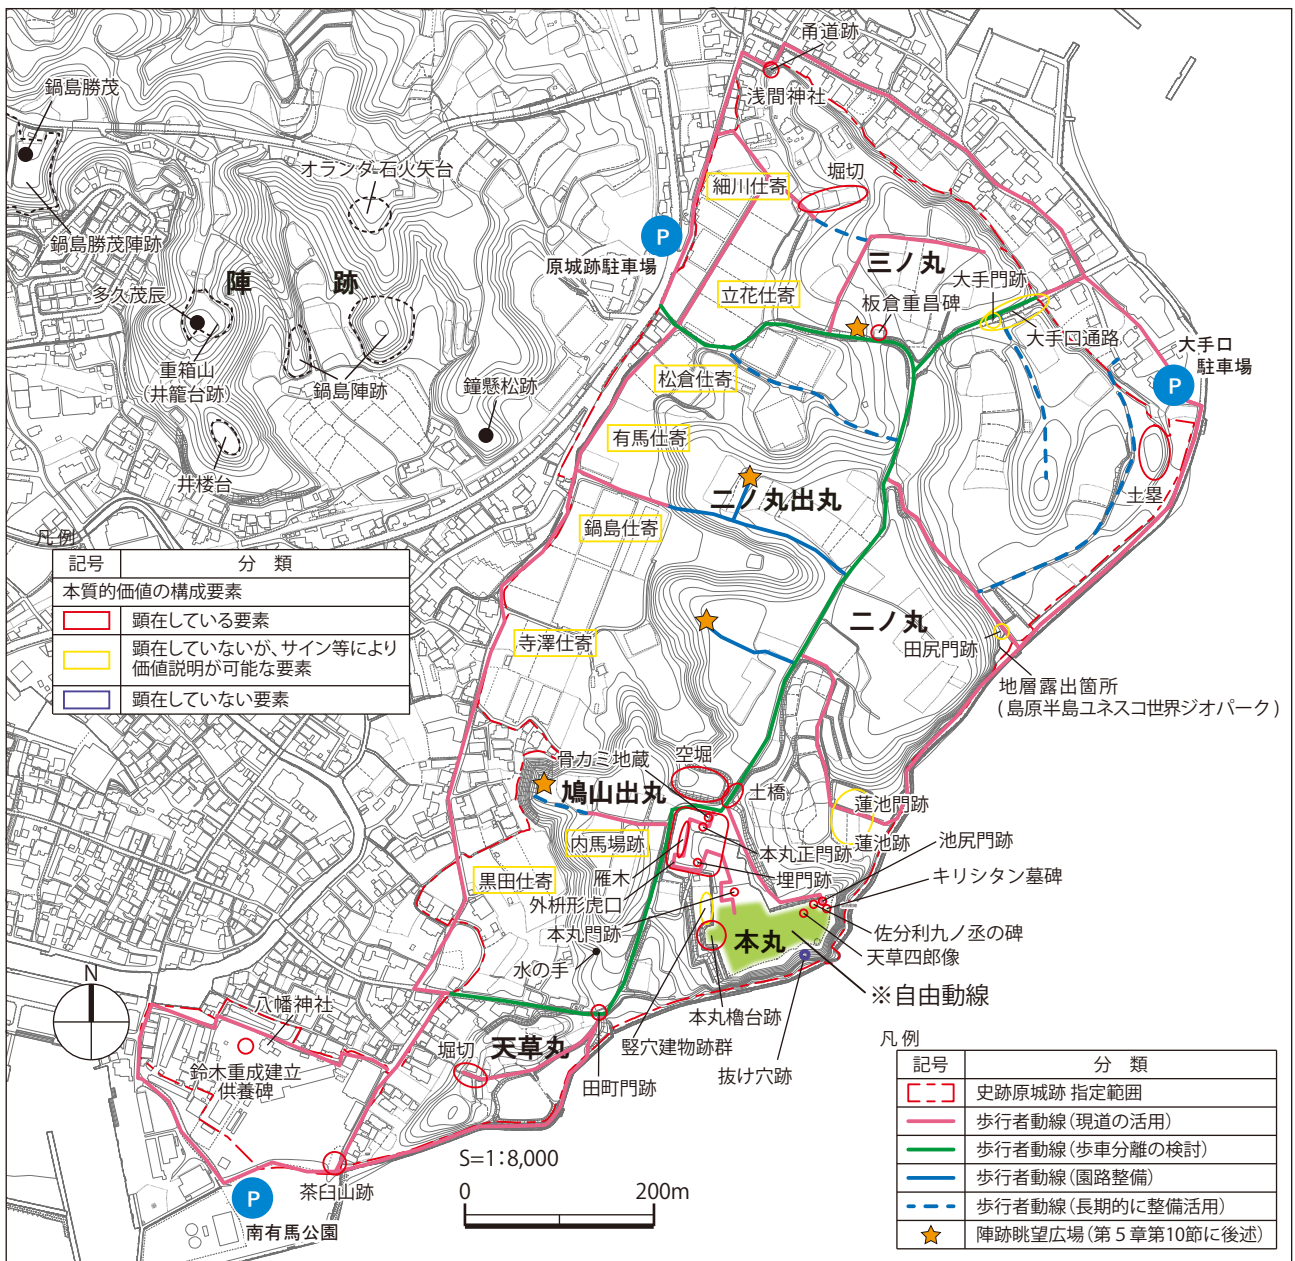 甬道跡
浅間神社
鍋島勝茂
オランダ石火矢台
細川仕寄
堀切
鍋島勝茂陣跡
P
原城跡駐車場
三ノ丸
陣　跡
多久茂辰
立花仕寄
板倉重昌碑
大手門跡
大手口通路
大手口
駐車場
P
重箱山
(井籠台跡)
鍋島陣跡
鐘懸松跡
松倉仕寄
有馬仕寄
井楼台
二ノ丸出丸
土塁
鍋島仕寄
凡 例
記号
分　類
本質的価値の構成要素
顕在している要素
顕在していないが、サイン等により
価値説明が可能な要素
顕在していない要素
寺澤仕寄
二ノ丸
田尻門跡
地層露出箇所
(島原半島ユネスコ世界ジオパーク)
骨カミ地蔵
空堀
土橋
鳩山出丸
蓮池門跡
蓮池跡
内馬場跡
本丸正門跡
池尻門跡
黒田仕寄
雁木
埋門跡
キリシタン墓碑
外枡形虎口
本丸門跡
本丸
佐分利九ノ丞の碑
天草四郎像
水の手
※自由動線
N
八幡神社
本丸櫓台跡
竪穴建物跡群
抜け穴跡
堀切
天草丸
田町門跡
鈴木重成建立
供養碑
茶臼山跡
P
南有馬公園
S=1:8,000
0
200m
凡 例
記号
分　類
史跡原城跡 指定範囲
歩行者動線(現道の活用)
歩行者動線(歩車分離の検討)
歩行者動線(園路整備)
歩行者動線(長期的に整備活用)
陣跡眺望広場(第５章第10節に後述)